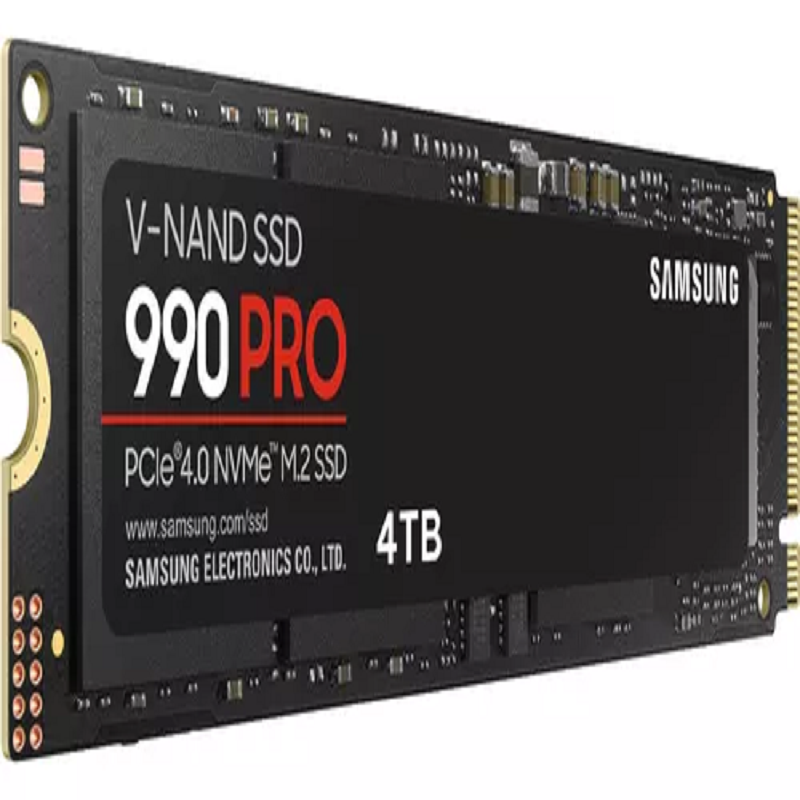 V-NAND SSD
990 PRO
PCIe®4.0 NVMe™ M.2 SSD
www.samsung.com/ssd
SAMSUNG ELECTRONICS CO., LTD.
4TB
SAMSUNG